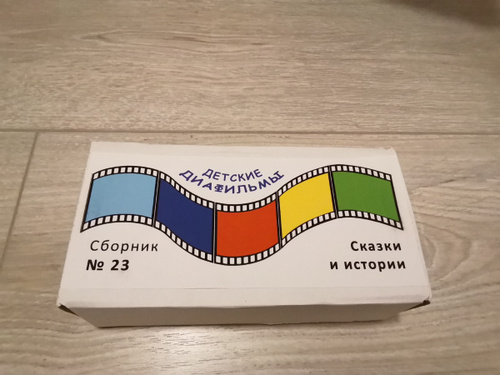 ДЕТСКИЕ
ДИАФИЛЬМЫ
Сборник
№ 23
Сказки
и истории